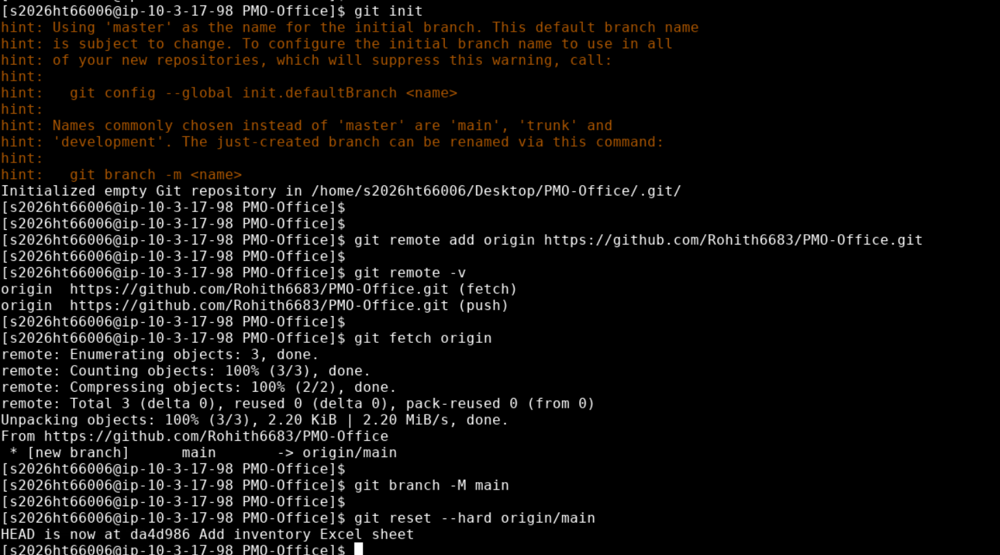 [s2026ht66006@ip-10-3-17-98 PMO-Office]$ git init
hint: Using 'master' as the name for the initial branch. This default branch name
hint: is subject to change. To configure the initial branch name to use in all
hint: of your new repositories, which will suppress this warning, call:
hint:
hint:   git config --global init.defaultBranch <name>
hint:
hint: Names commonly chosen instead of 'master' are 'main', 'trunk' and
hint: 'development'. The just-created branch can be renamed via this command:
hint:
hint:   git branch -m <name>
Initialized empty Git repository in /home/s2026ht66006/Desktop/PMO-Office/.git/
[s2026ht66006@ip-10-3-17-98 PMO-Office]$
[s2026ht66006@ip-10-3-17-98 PMO-Office]$
[s2026ht66006@ip-10-3-17-98 PMO-Office]$ git remote add origin https://github.com/Rohith6683/PMO-Office.git
[s2026ht66006@ip-10-3-17-98 PMO-Office]$
[s2026ht66006@ip-10-3-17-98 PMO-Office]$ git remote -v
origin  https://github.com/Rohith6683/PMO-Office.git (fetch)
origin  https://github.com/Rohith6683/PMO-Office.git (push)
[s2026ht66006@ip-10-3-17-98 PMO-Office]$
[s2026ht66006@ip-10-3-17-98 PMO-Office]$ git fetch origin
remote: Enumerating objects: 3, done.
remote: Counting objects: 100% (3/3), done.
remote: Compressing objects: 100% (2/2), done.
remote: Total 3 (delta 0), reused 0 (delta 0), pack-reused 0 (from 0)
Unpacking objects: 100% (3/3), 2.20 KiB | 2.20 MiB/s, done.
From https://github.com/Rohith6683/PMO-Office
 * [new branch]      main       -> origin/main
[s2026ht66006@ip-10-3-17-98 PMO-Office]$
[s2026ht66006@ip-10-3-17-98 PMO-Office]$ git branch -M main
[s2026ht66006@ip-10-3-17-98 PMO-Office]$
[s2026ht66006@ip-10-3-17-98 PMO-Office]$ git reset --hard origin/main
HEAD is now at da4d986 Add inventory Excel sheet
[s2026ht66006@ip-10-3-17-98 PMO-Office]$